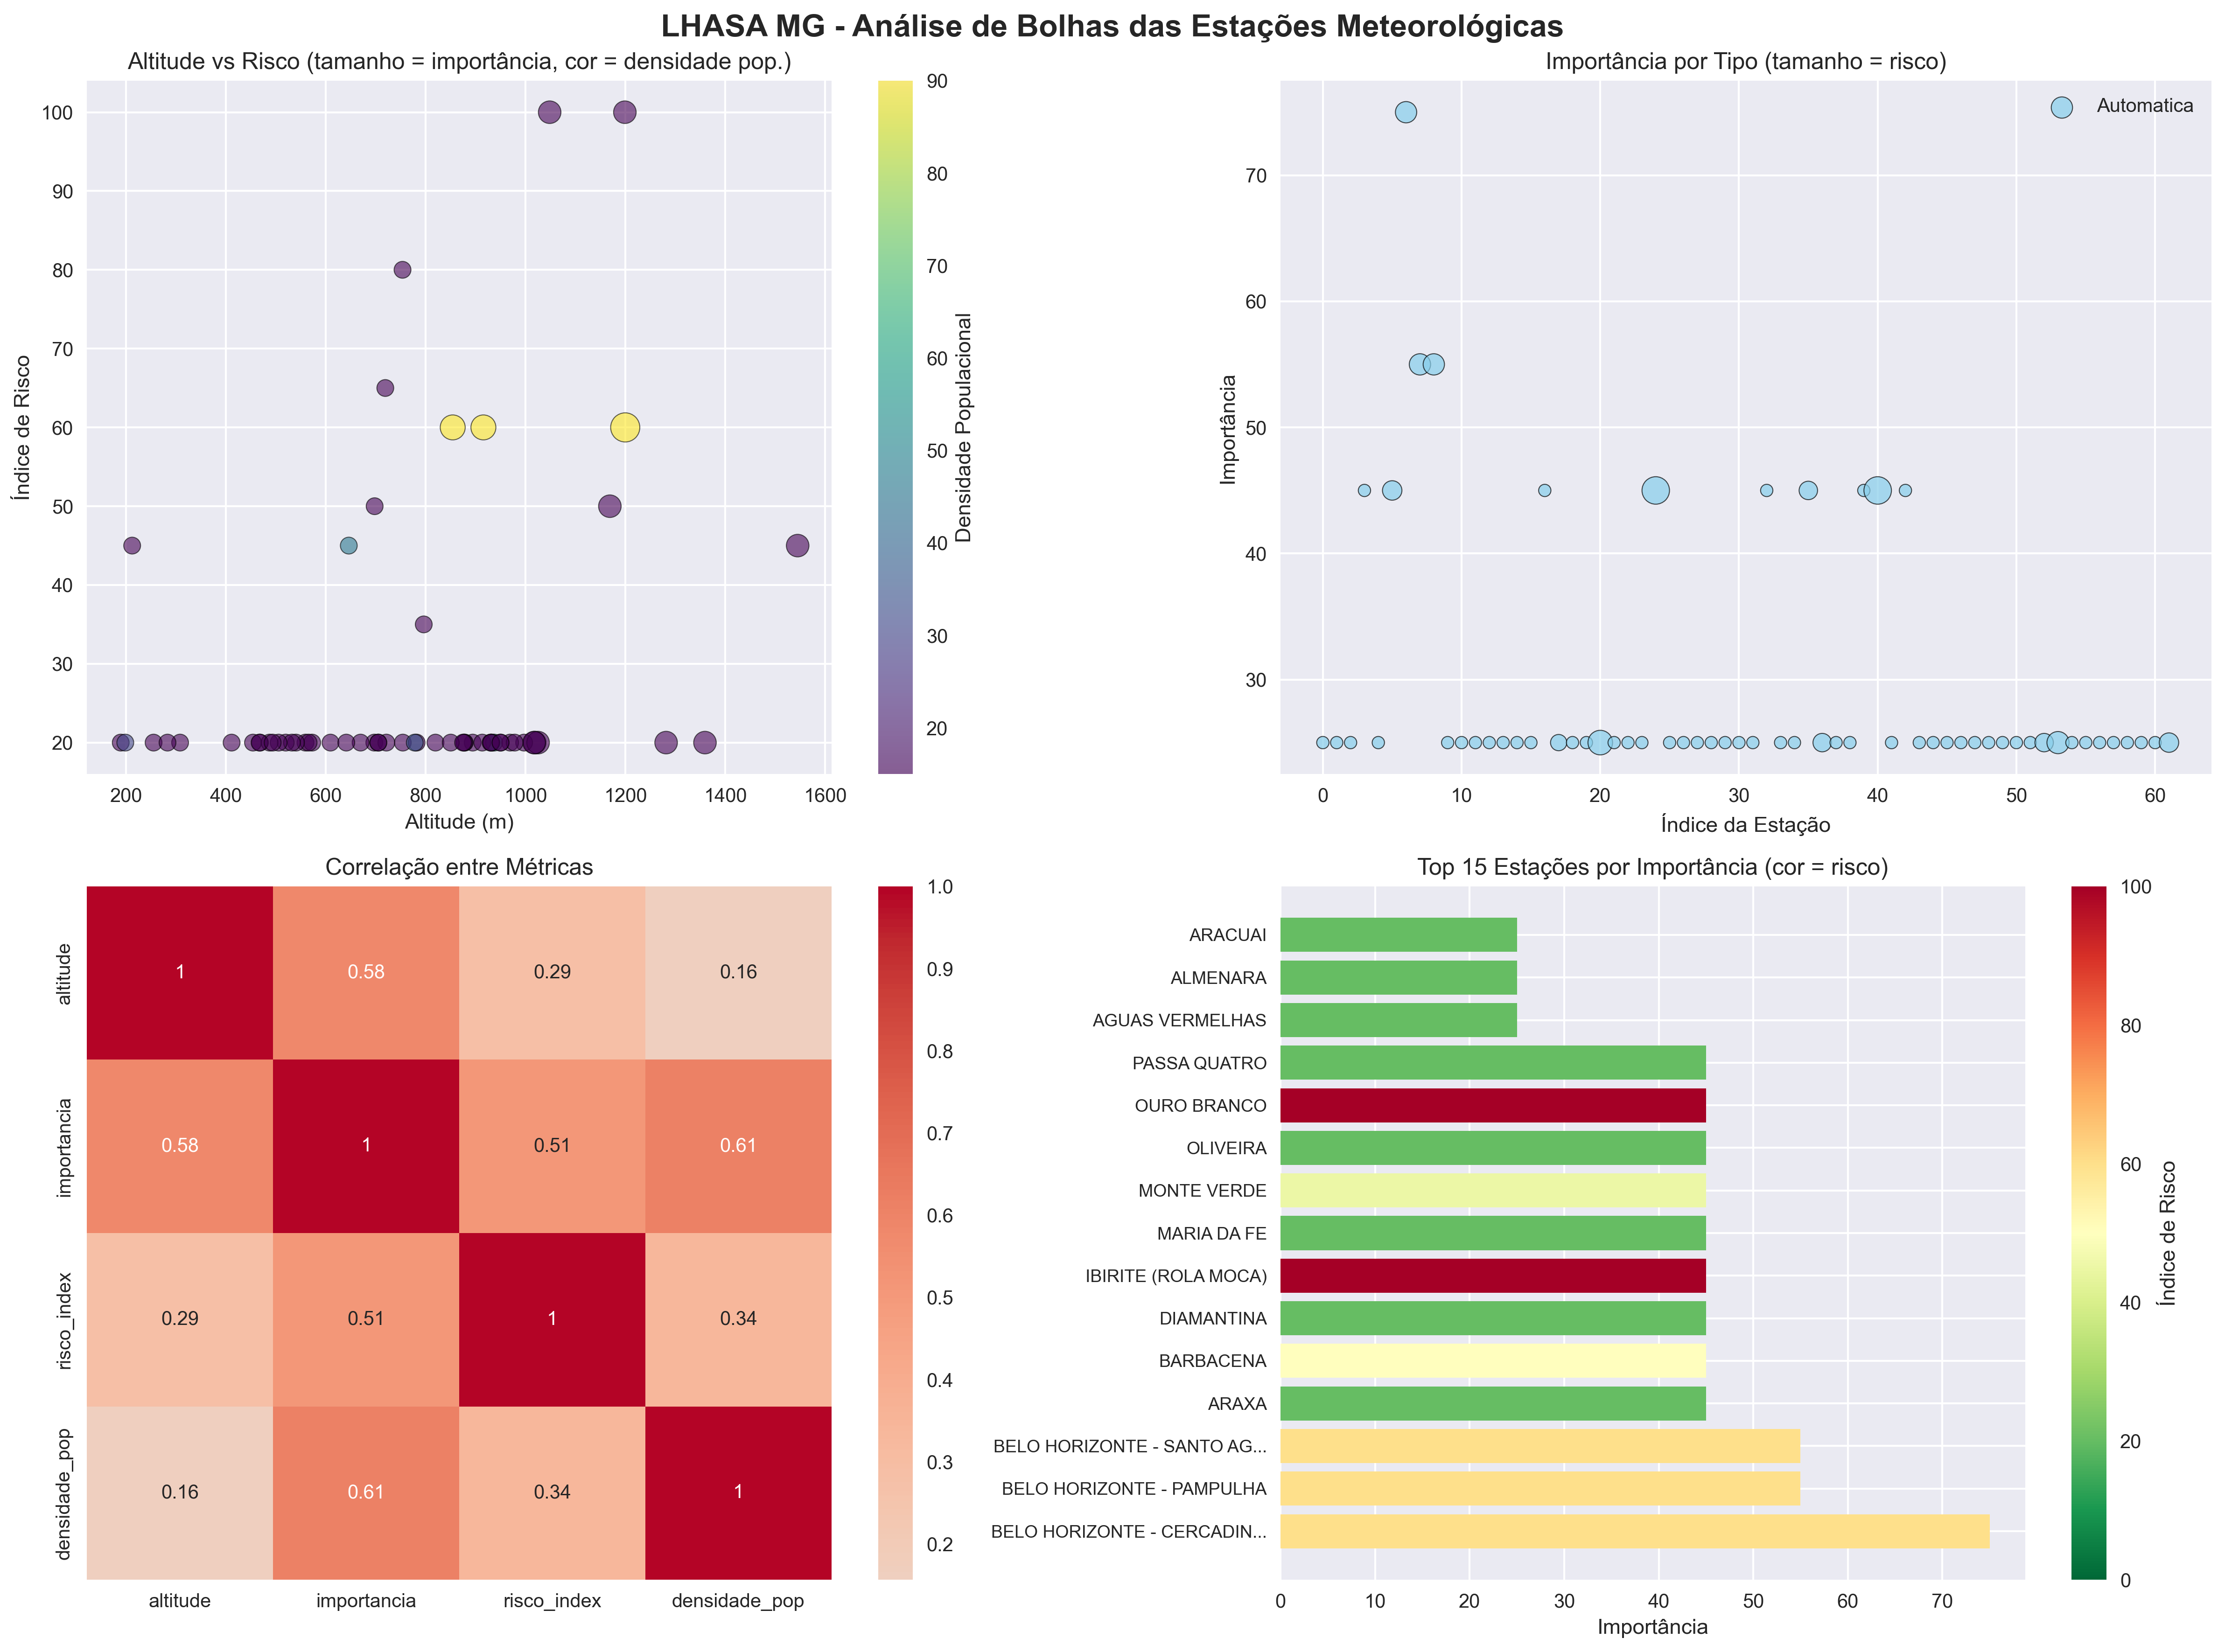 LHASA MG - Análise de Bolhas das Estações Meteorológicas
Altitude vs Risco (tamanho = importância, cor = densidade pop.)
100
90
80
70
60
50
40
30
20
Índice de Risco
200 400 600 800 1000 1200 1400 1600
Altitude (m)
90
80
70
60
50
40
30
20
Densidade Populacional
Importância por Tipo (tamanho = risco)
Automatica
70
60
50
40
30
Importância
0 10 20 30 40 50 60
Índice da Estação
Correlação entre Métricas
altitude
importancia
risco_index
densidade_pop
1 0.58 0.29 0.16
0.58 1 0.51 0.61
0.29 0.51 1 0.34
0.16 0.61 0.34 1
altitude importancia risco_index densidade_pop
1.0
0.9
0.8
0.7
0.6
0.5
0.4
0.3
0.2
Top 15 Estações por Importância (cor = risco)
ARACUAI
ALMENARA
AGUAS VERMELHAS
PASSA QUATRO
OURO BRANCO
OLIVEIRA
MONTE VERDE
MARIA DA FE
IBIRITE (ROLA MOCA)
DIAMANTINA
BARBACENA
ARAXA
BELO HORIZONTE - SANTO AG...
BELO HORIZONTE - PAMPULHA
BELO HORIZONTE - CERCADIN...
0 10 20 30 40 50 60 70
Importância
100
80
60
40
20
0
Índice de Risco